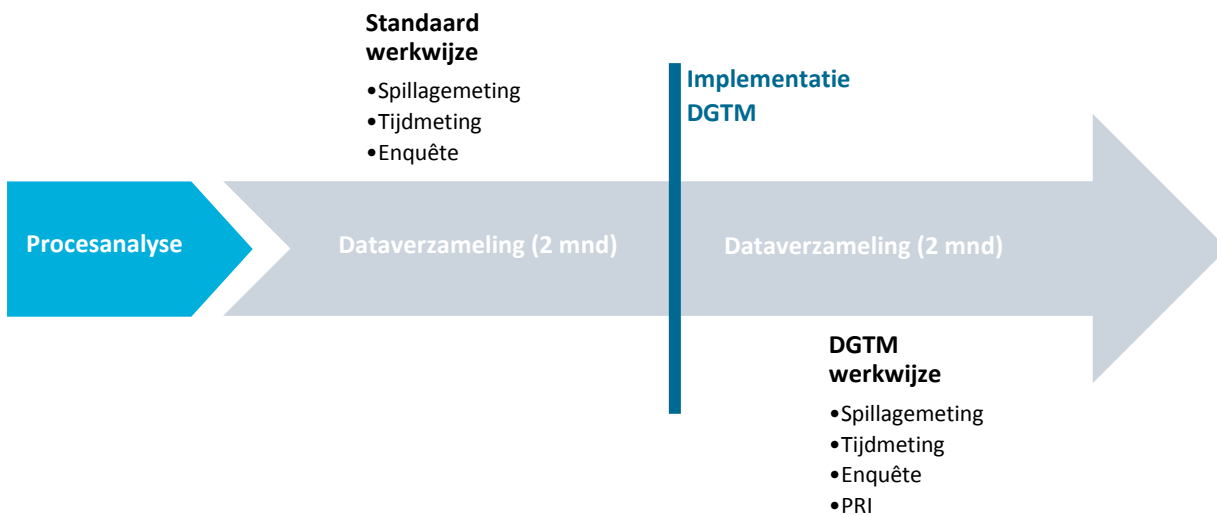 Standaard
werkwijze
•Spillagemeting
•Tijdmeting
•Enquête
Implementatie
DGTM
Procesanalyse
Dataverzameling (2 mnd)
Dataverzameling (2 mnd)
DGTM
werkwijze
•Spillagemeting
•Tijdmeting
•Enquête
•PRI